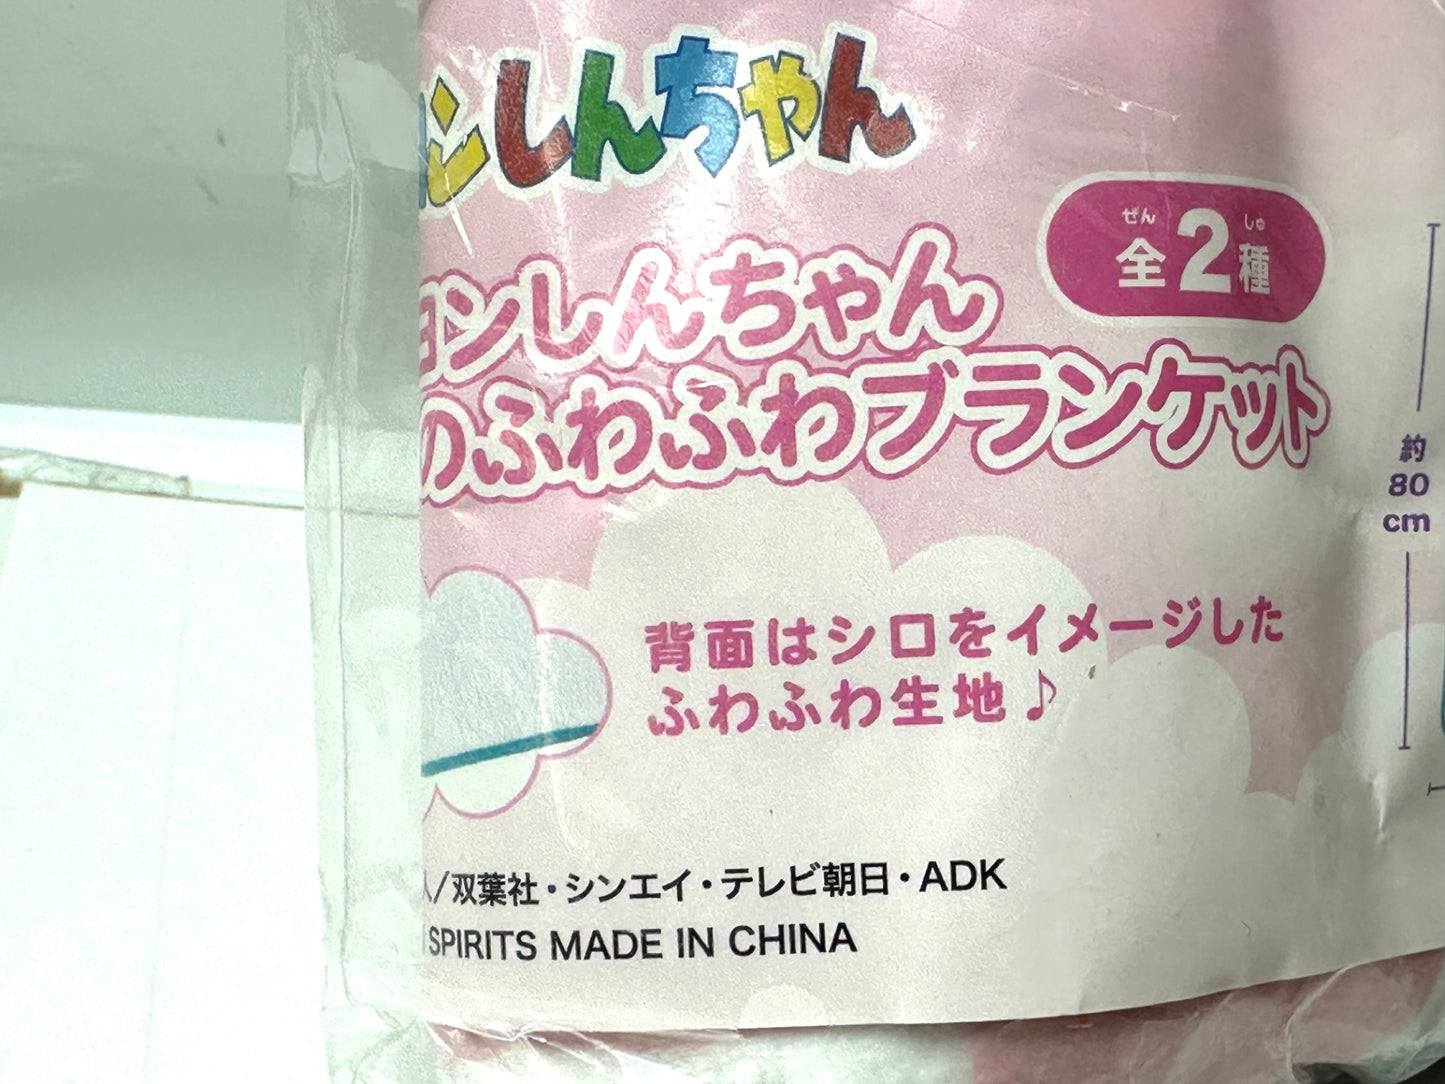 ンしんちゃん
ぜん しゅ
全2種
ヨンしんちゃん
のふわふわブランケット
約
80
cm
背面はシロをイメージした
ふわふわ生地♪
人/双葉社・シンエイ・テレビ朝日・ADK
SPIRITS MADE IN CHINA